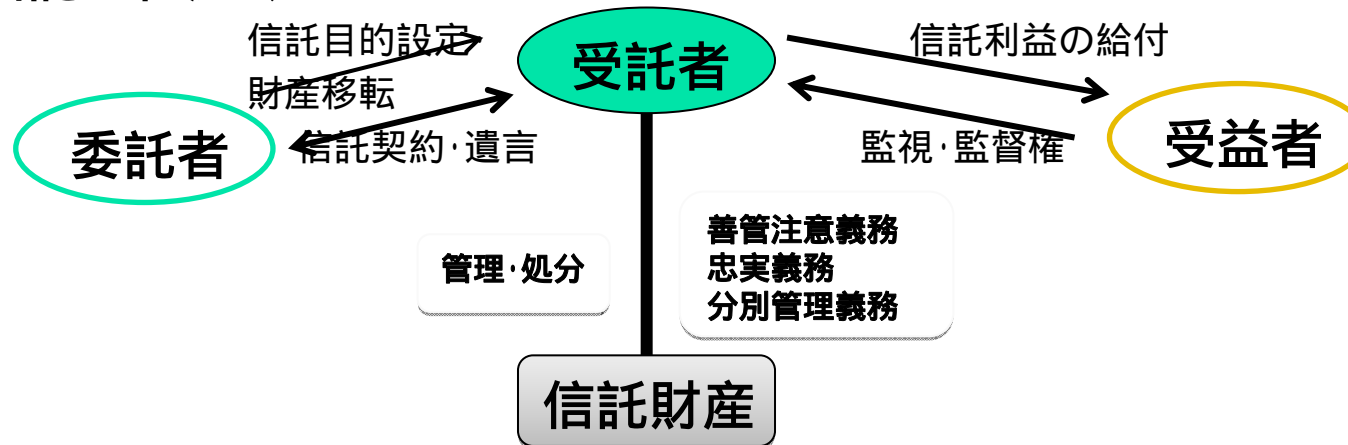 信託目的設定
財産移転
受託者
信託利益の給付
委託者
信託契約·遺言
監視·監督権
受益者
管理·処分
善管注意義務
忠実義務
分別管理義務
信託財産